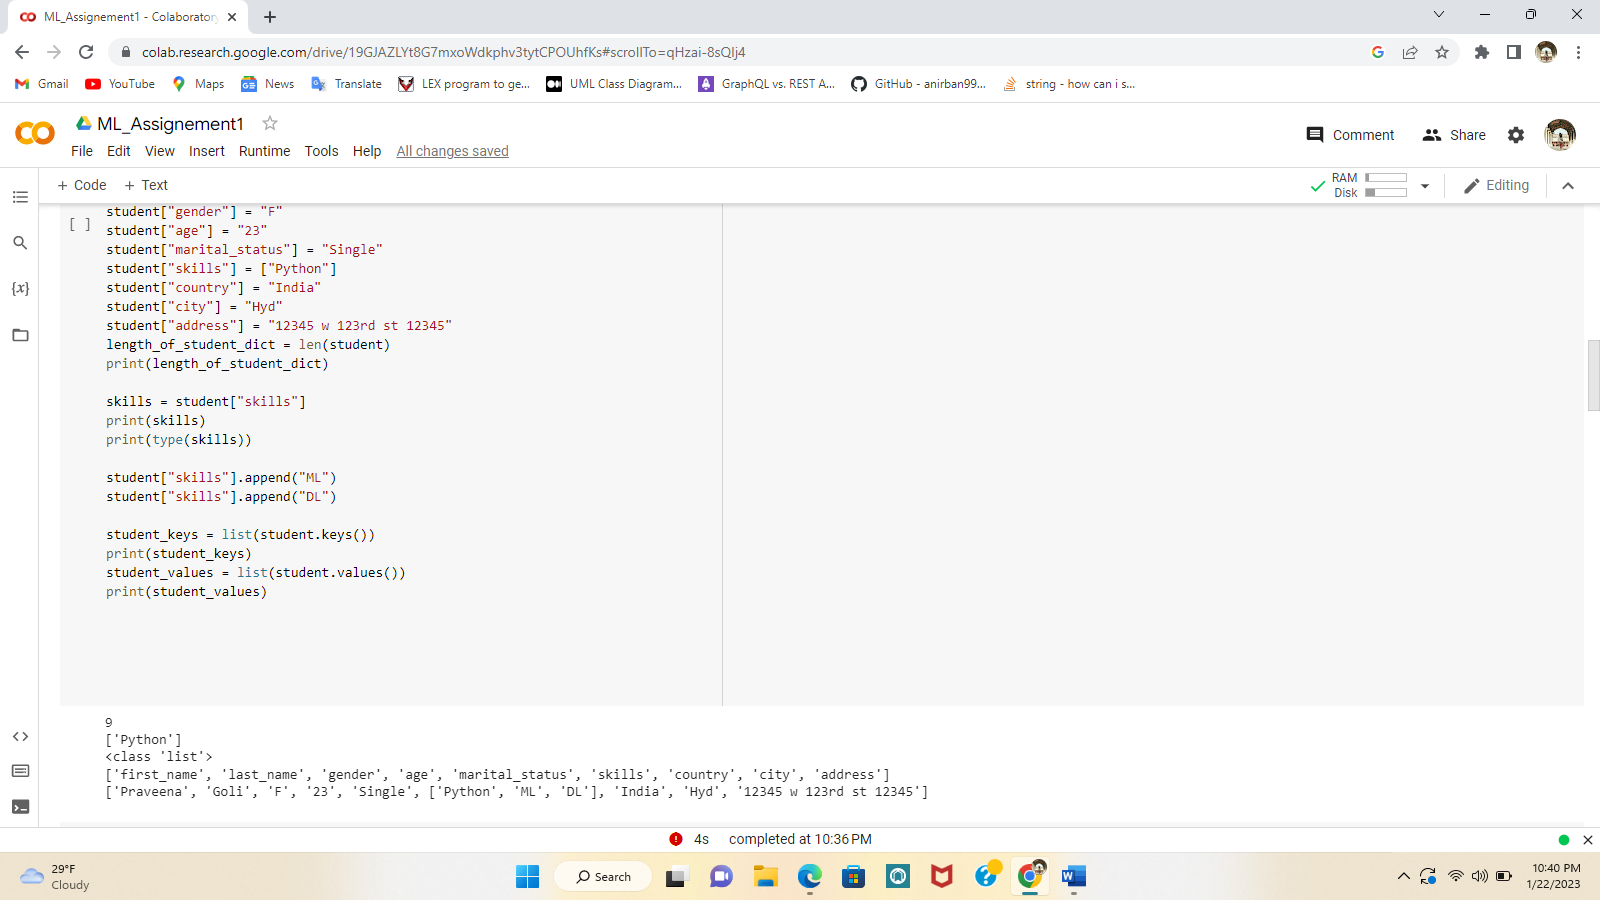 ML_Assignement1 - Colaboratory
colab.research.google.com/drive/19GJAZLYt8G7mxoWdkphv3tytCPOUhfKs#scrollTo=qHzai-8sQlj4
Gmail YouTube Maps News Translate LEX program to ge... UML Class Diagram... GraphQL vs. REST A... GitHub - anirban99... string - how can i s...
ML_Assignement1
Comment Share
File Edit View Insert Runtime Tools Help All changes saved
+ Code + Text
RAM
Disk
Editing
student["gender"] = "F"
[ ]
student["age"] = "23"
student["marital_status"] = "Single"
student["skills"] = ["Python"]
student["country"] = "India"
student["city"] = "Hyd"
student["address"] = "12345 w 123rd st 12345"
length_of_student_dict = len(student)
print(length_of_student_dict)
skills = student["skills"]
print(skills)
print(type(skills))
student["skills"].append("ML")
student["skills"].append("DL")
student_keys = list(student.keys())
print(student_keys)
student_values = list(student.values())
print(student_values)
9
['Python']
<class 'list'>
['first_name', 'last_name', 'gender', 'age', 'marital_status', 'skills', 'country', 'city', 'address']
['Praveena', 'Goli', 'F', '23', 'Single', ['Python', 'ML', 'DL'], 'India', 'Hyd', '12345 w 123rd st 12345']
4s completed at 10:36 PM
29°F
Cloudy
Search
10:40 PM
1/22/2023